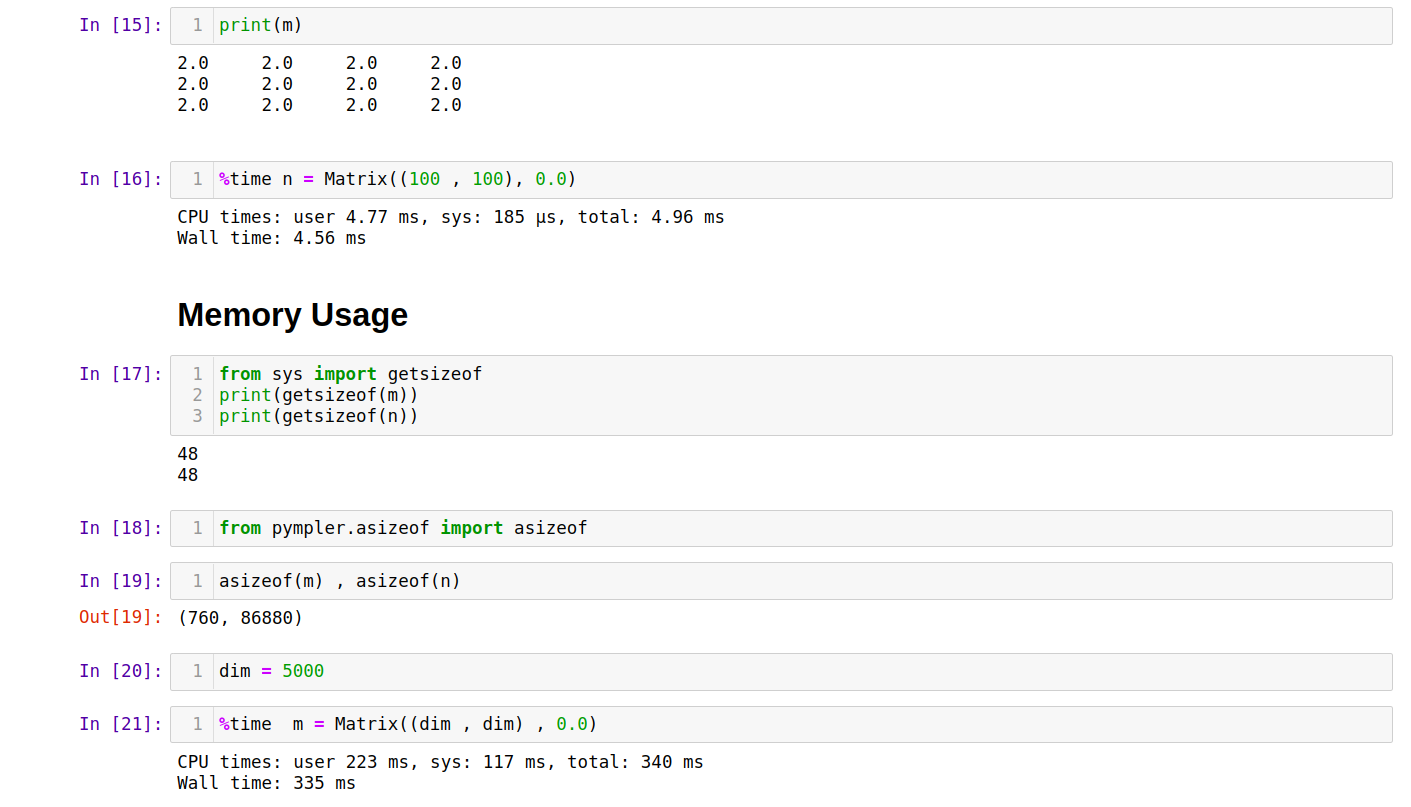 In [15]: 1 print(m)
2.0     2.0     2.0     2.0
2.0     2.0     2.0     2.0
2.0     2.0     2.0     2.0
In [16]: 1 %time n = Matrix((100 , 100), 0.0)
CPU times: user 4.77 ms, sys: 185 µs, total: 4.96 ms
Wall time: 4.56 ms
Memory Usage
In [17]: 1 from sys import getsizeof
2 print(getsizeof(m))
3 print(getsizeof(n))
48
48
In [18]: 1 from pympler.asizeof import asizeof
In [19]: 1 asizeof(m) , asizeof(n)
Out[19]: (760, 86880)
In [20]: 1 dim = 5000
In [21]: 1 %time  m = Matrix((dim , dim) , 0.0)
CPU times: user 223 ms, sys: 117 ms, total: 340 ms
Wall time: 335 ms